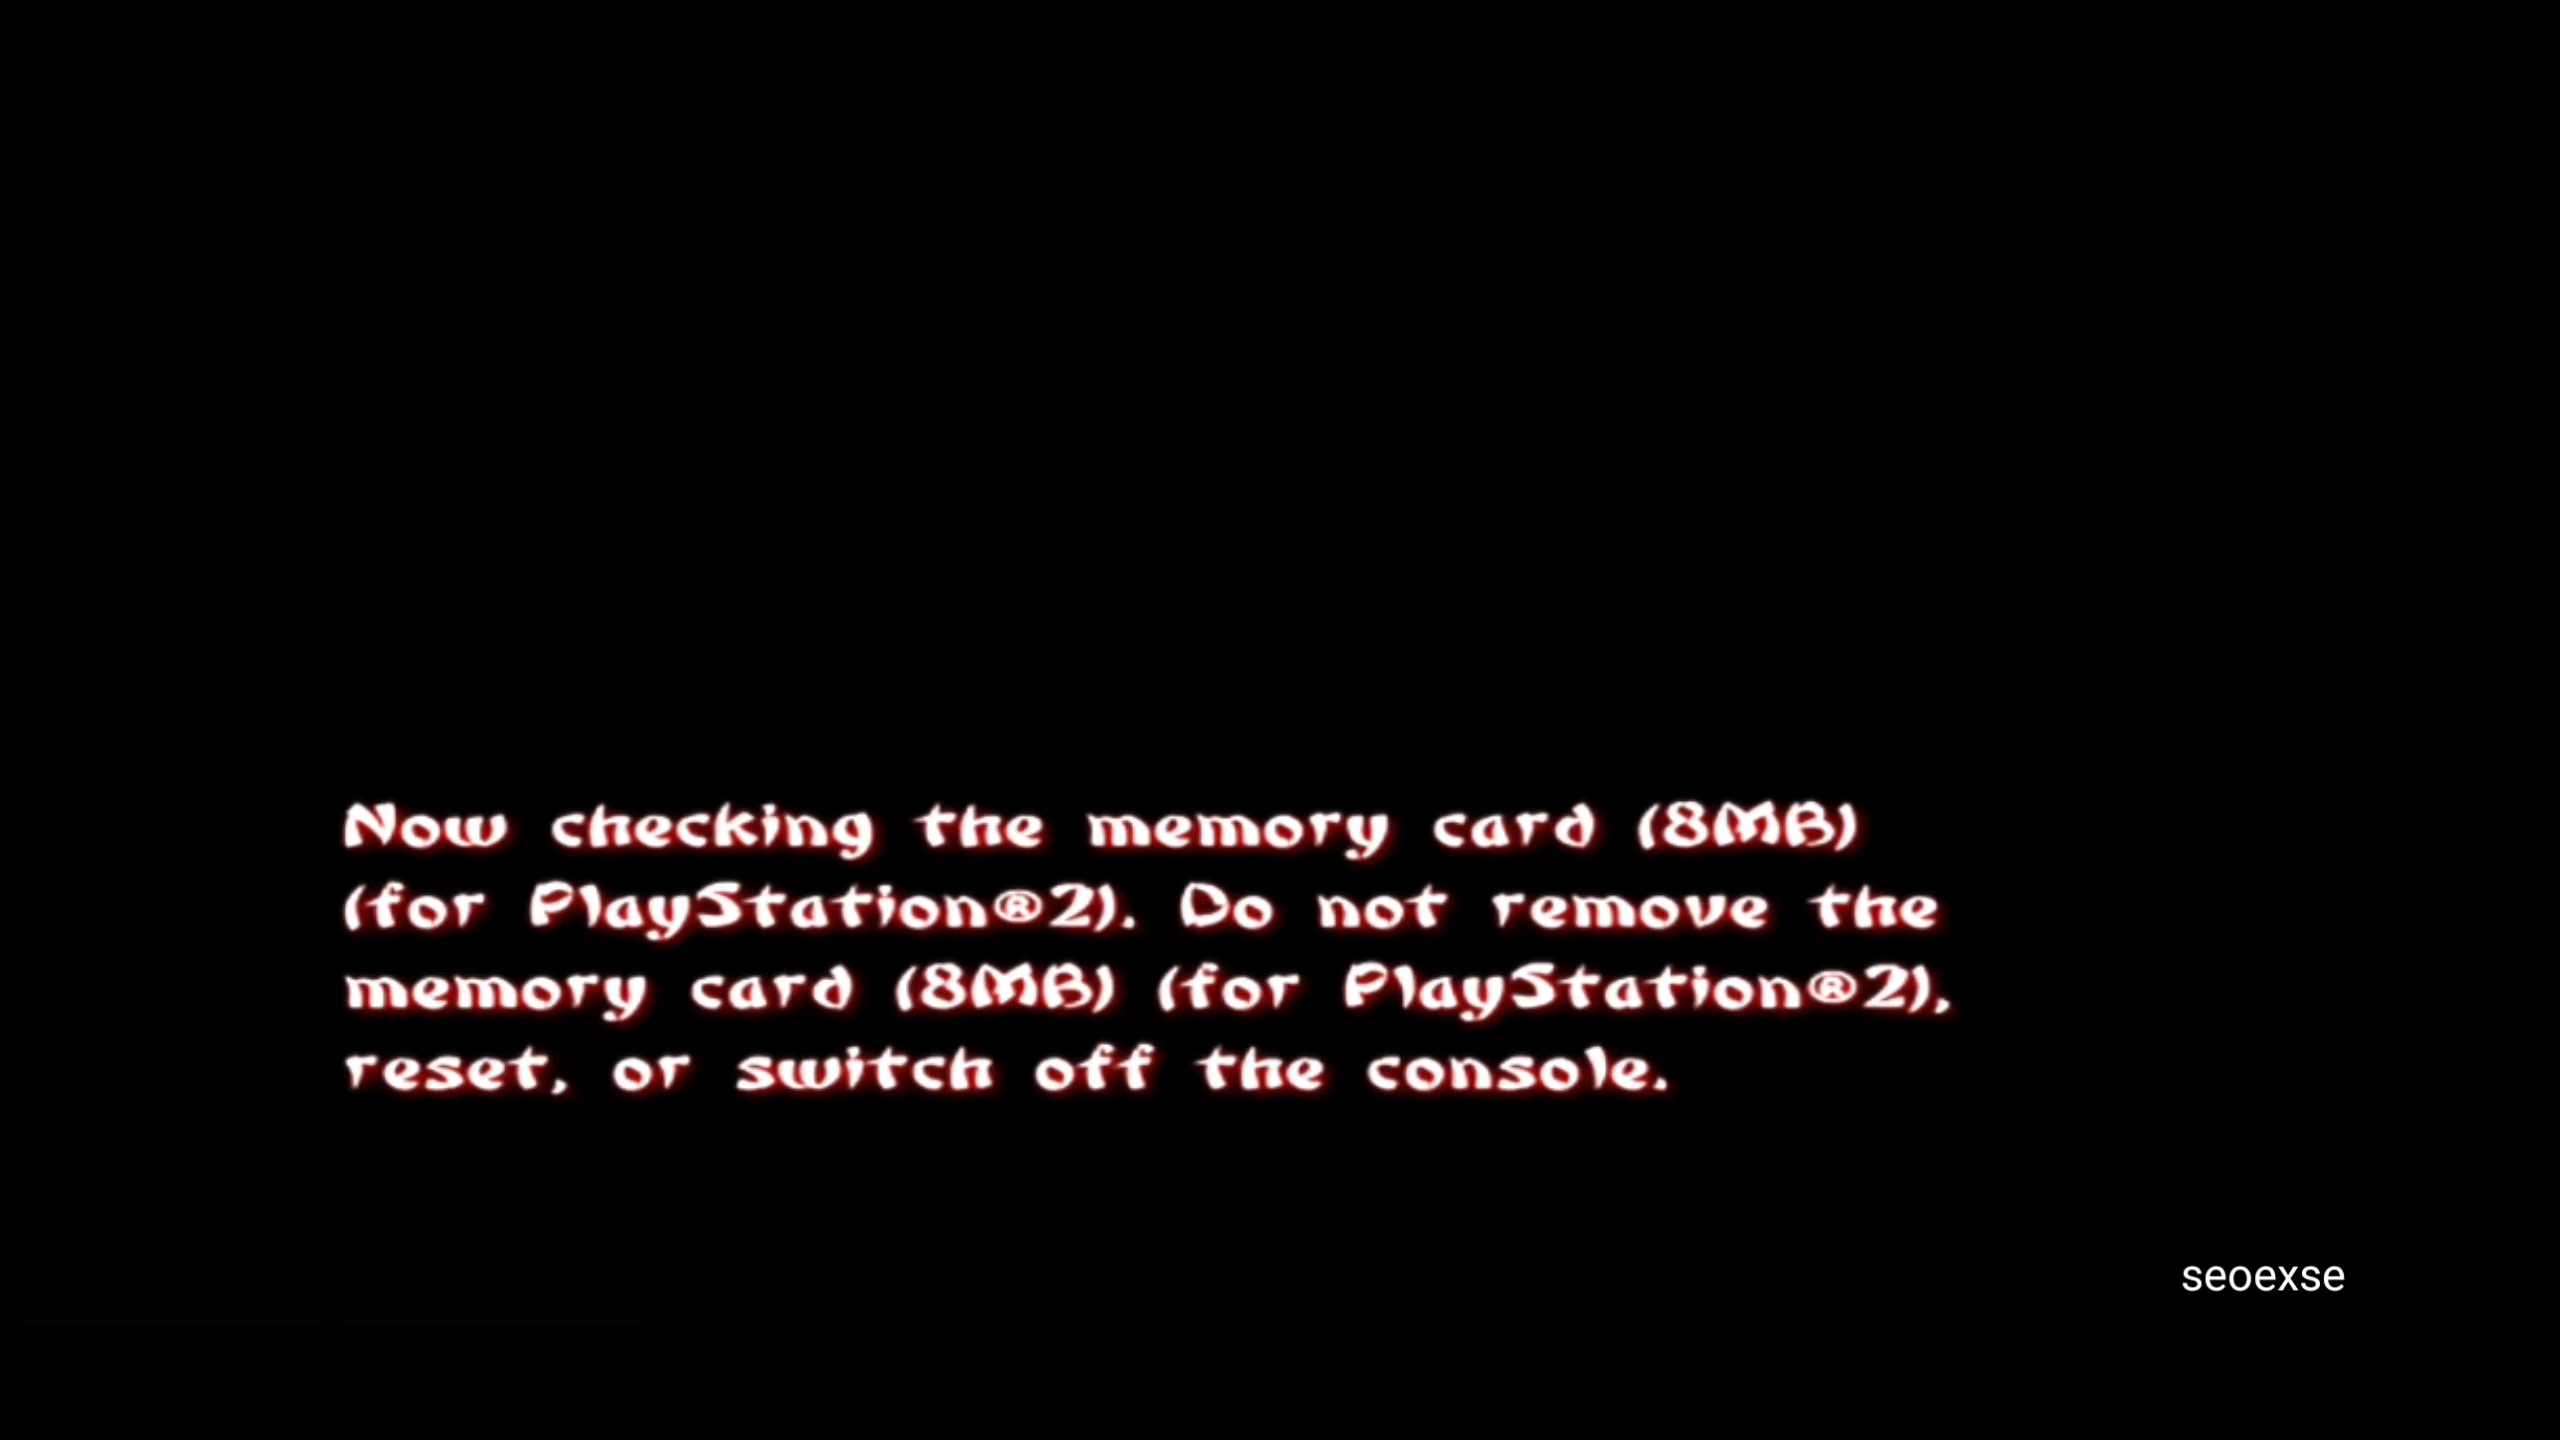 Now checking the memory card (8MB)
(for PlayStation®2). Do not remove the
memory card (8MB) (for PlayStation®2),
reset, or switch off the console.
seoexse